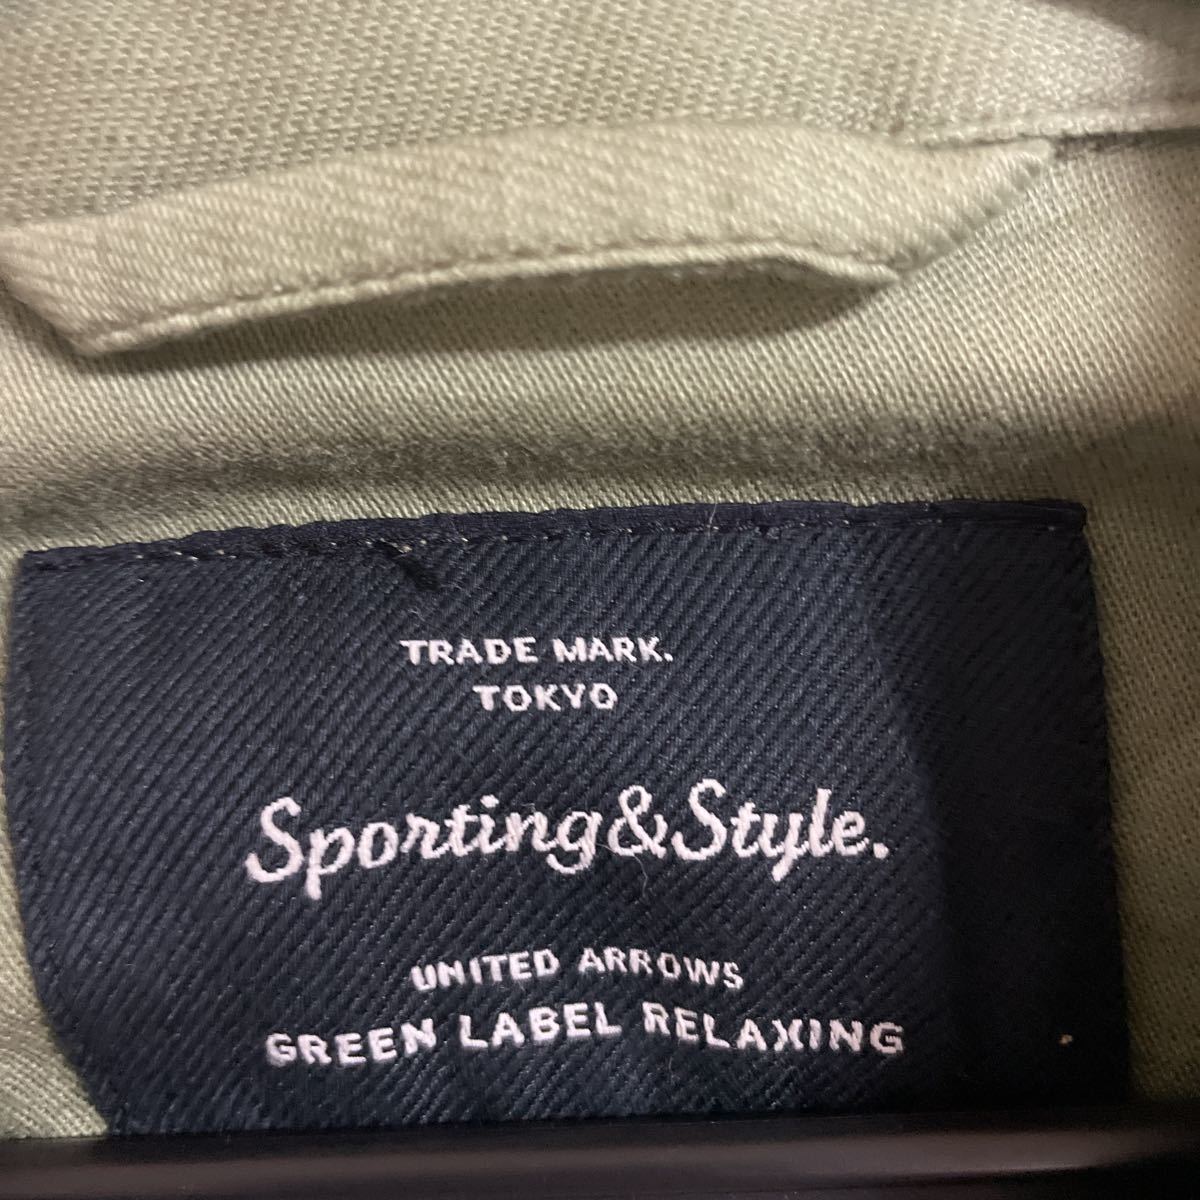 TRADE MARK.
TOKYO
Sporting&Style.
UNITED ARROWS
GREEN LABEL RELAXING